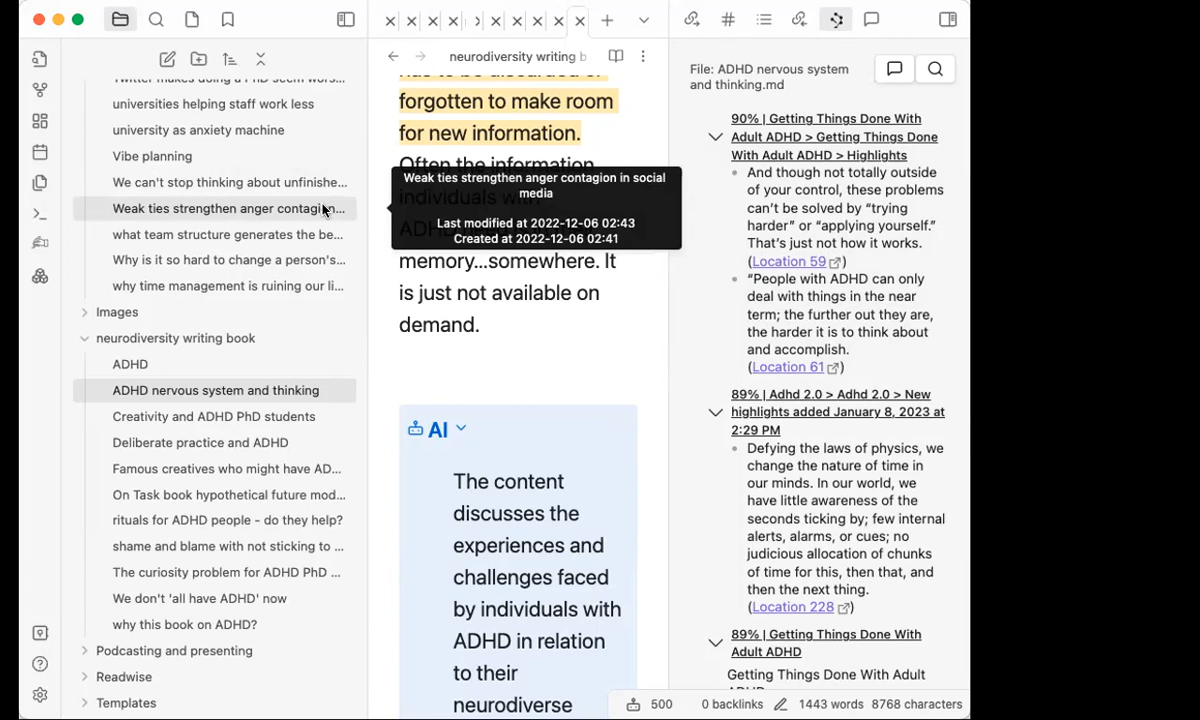 Twitter makes doing a PhD seem wors...
universities helping staff work less
university as anxiety machine
Vibe planning
We can't stop thinking about unfinishe...
Weak ties strengthen anger contagion...
what team structure generates the be...
Why is it so hard to change a person's...
why time management is ruining our li...
Images
neurodiversity writing book
ADHD
ADHD nervous system and thinking
Creativity and ADHD PhD students
Deliberate practice and ADHD
Famous creatives who might have AD...
On Task book hypothetical future mod...
rituals for ADHD people - do they help?
shame and blame with not sticking to ...
The curiosity problem for ADHD PhD ...
We don't 'all have ADHD' now
why this book on ADHD?
Podcasting and presenting
Readwise
Templates
neurodiversity writing b
has to be discarded or
forgotten to make room
for new information.
Often the information
individuals with
memory...somewhere. It
is just not available on
demand.
Weak ties strengthen anger contagion in social
media
Last modified at 2022-12-06 02:43
Created at 2022-12-06 02:41
AI
The content
discusses the
experiences and
challenges faced
by individuals with
ADHD in relation
to their
neurodiverse
File: ADHD nervous system
and thinking.md
90% | Getting Things Done With
Adult ADHD > Getting Things Done
With Adult ADHD > Highlights
And though not totally outside
of your control, these problems
can't be solved by "trying
harder" or "applying yourself."
That's just not how it works.
(Location 59)
"People with ADHD can only
deal with things in the near
term; the further out they are,
the harder it is to think about
and accomplish.
(Location 61)
89% | Adhd 2.0 > Adhd 2.0 > New
highlights added January 8, 2023 at
2:29 PM
Defying the laws of physics, we
change the nature of time in
our minds. In our world, we
have little awareness of the
seconds ticking by; few internal
alerts, alarms, or cues; no
judicious allocation of chunks
of time for this, then that, and
then the next thing.
(Location 228)
89% | Getting Things Done With
Adult ADHD
Getting Things Done With Adult
500
0 backlinks
1443 words
8768 characters